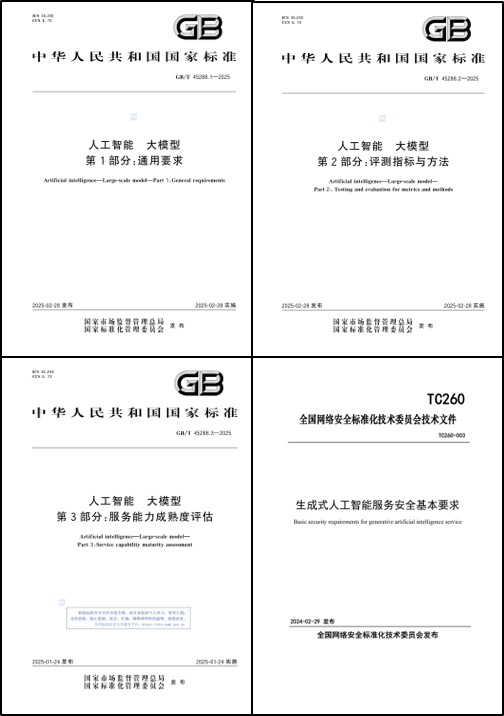 ICS 35.240
CCS L 70
GB
中华人民共和国国家标准
GB/T 45288.1—2025
人工智能 大模型
第1部分:通用要求
Artificial intelligence—Large-scale model—Part 1:General requirements
2025-02-28 发布
2025-02-28 实施
国家市场监督管理总局
国家标准化管理委员会
发布
ICS 35.240
CCS L 70
GB
中华人民共和国国家标准
GB/T 45288.2—2025
人工智能 大模型
第2部分:评测指标与方法
Artificial intelligence—Large-scale model—
Part 2: Testing and evaluation for metrics and methods
2025-02-28 发布
2025-02-28 实施
国家市场监督管理总局
国家标准化管理委员会
发布
ICS 35.240
CCS L 70
GB
中华人民共和国国家标准
GB/T 45288.3—2025
人工智能 大模型
第3部分:服务能力成熟度评估
Artificial intelligence—Large-scale model—
Part 3:Service capability maturity assessment
2025-01-24 发布
2025-01-24 实施
国家市场监督管理总局
国家标准化管理委员会
发布
TC260
全国网络安全标准化技术委员会技术文件
TC260-003
生成式人工智能服务安全基本要求
Basic security requirements for generative artificial intelligence service
2024-02-29 发布
全国网络安全标准化技术委员会发布